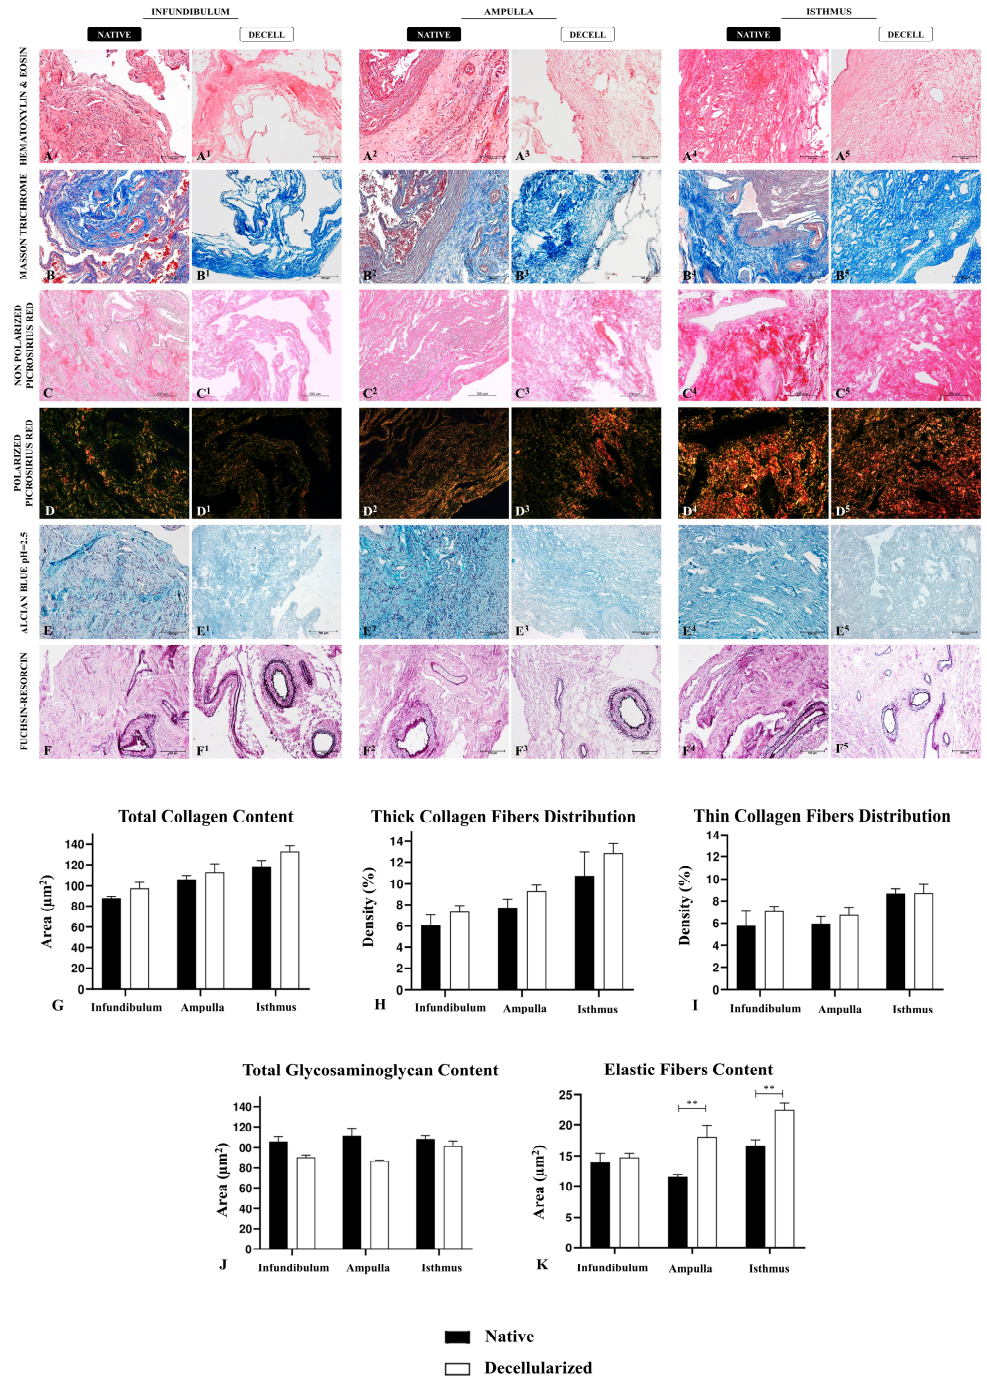 INFUNDIBULUM
AMPULLA
ISTHMUS
NATIVE
DECELL
NATIVE
DECELL
NATIVE
DECELL
HEMATOXYLIN & EOSIN
A
A1
A2
A3
A4
A5
MASSON TRICHROME
B
B1
B2
B3
B4
B5
NON POLARIZED
PICROSIRIUS RED
C
C1
C2
C3
C4
C5
POLARIZED
PICROSIRIUS RED
D
D1
D2
D3
D4
D5
ALCIAN BLUE pH=2.5
E
E1
E2
E3
E4
E5
FUCHSIN-RESORCIN
F
F1
F2
F3
F4
F5
Total Collagen Content
Area (µm²)
140
120
100
80
60
40
20
0
Infundibulum
Ampulla
Isthmus
G
Thick Collagen Fibers Distribution
Density (%)
14
12
10
8
6
4
2
0
Infundibulum
Ampulla
Isthmus
H
Thin Collagen Fibers Distribution
Density (%)
14
12
14
8
6
4
2
0
Infundibulum
Ampulla
Isthmus
I
Total Glycosaminoglycan Content
Area (µm²)
140
120
00
80
60
40
20
0
Infundibulum
Ampulla
Isthmus
J
Elastic Fibers Content
Area (µm²)
25
20
15
10
5
0
**
**
Infundibulum
Ampulla
Isthmus
K
Native
Decellularized